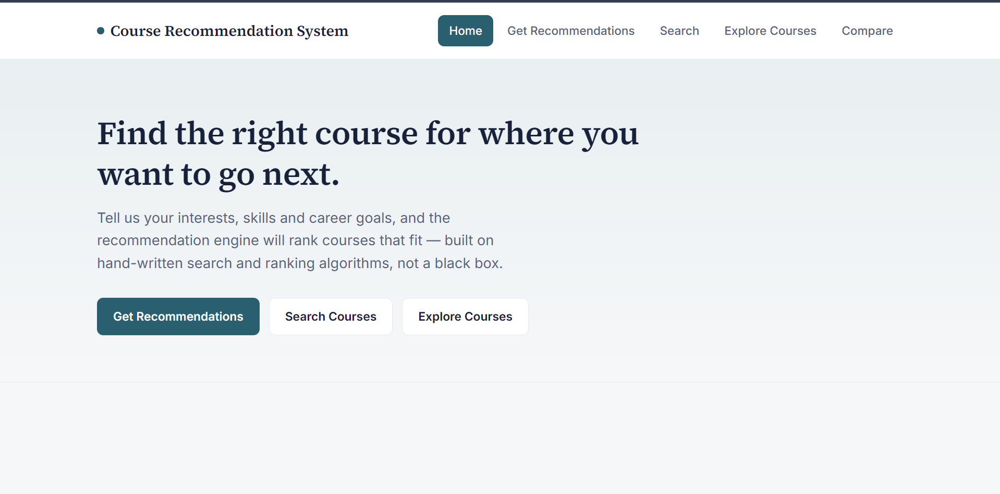 Course Recommendation System
Home
Get Recommendations
Search
Explore Courses
Compare
Find the right course for where you
want to go next.
Tell us your interests, skills and career goals, and the
recommendation engine will rank courses that fit — built on
hand-written search and ranking algorithms, not a black box.
Get Recommendations
Search Courses
Explore Courses